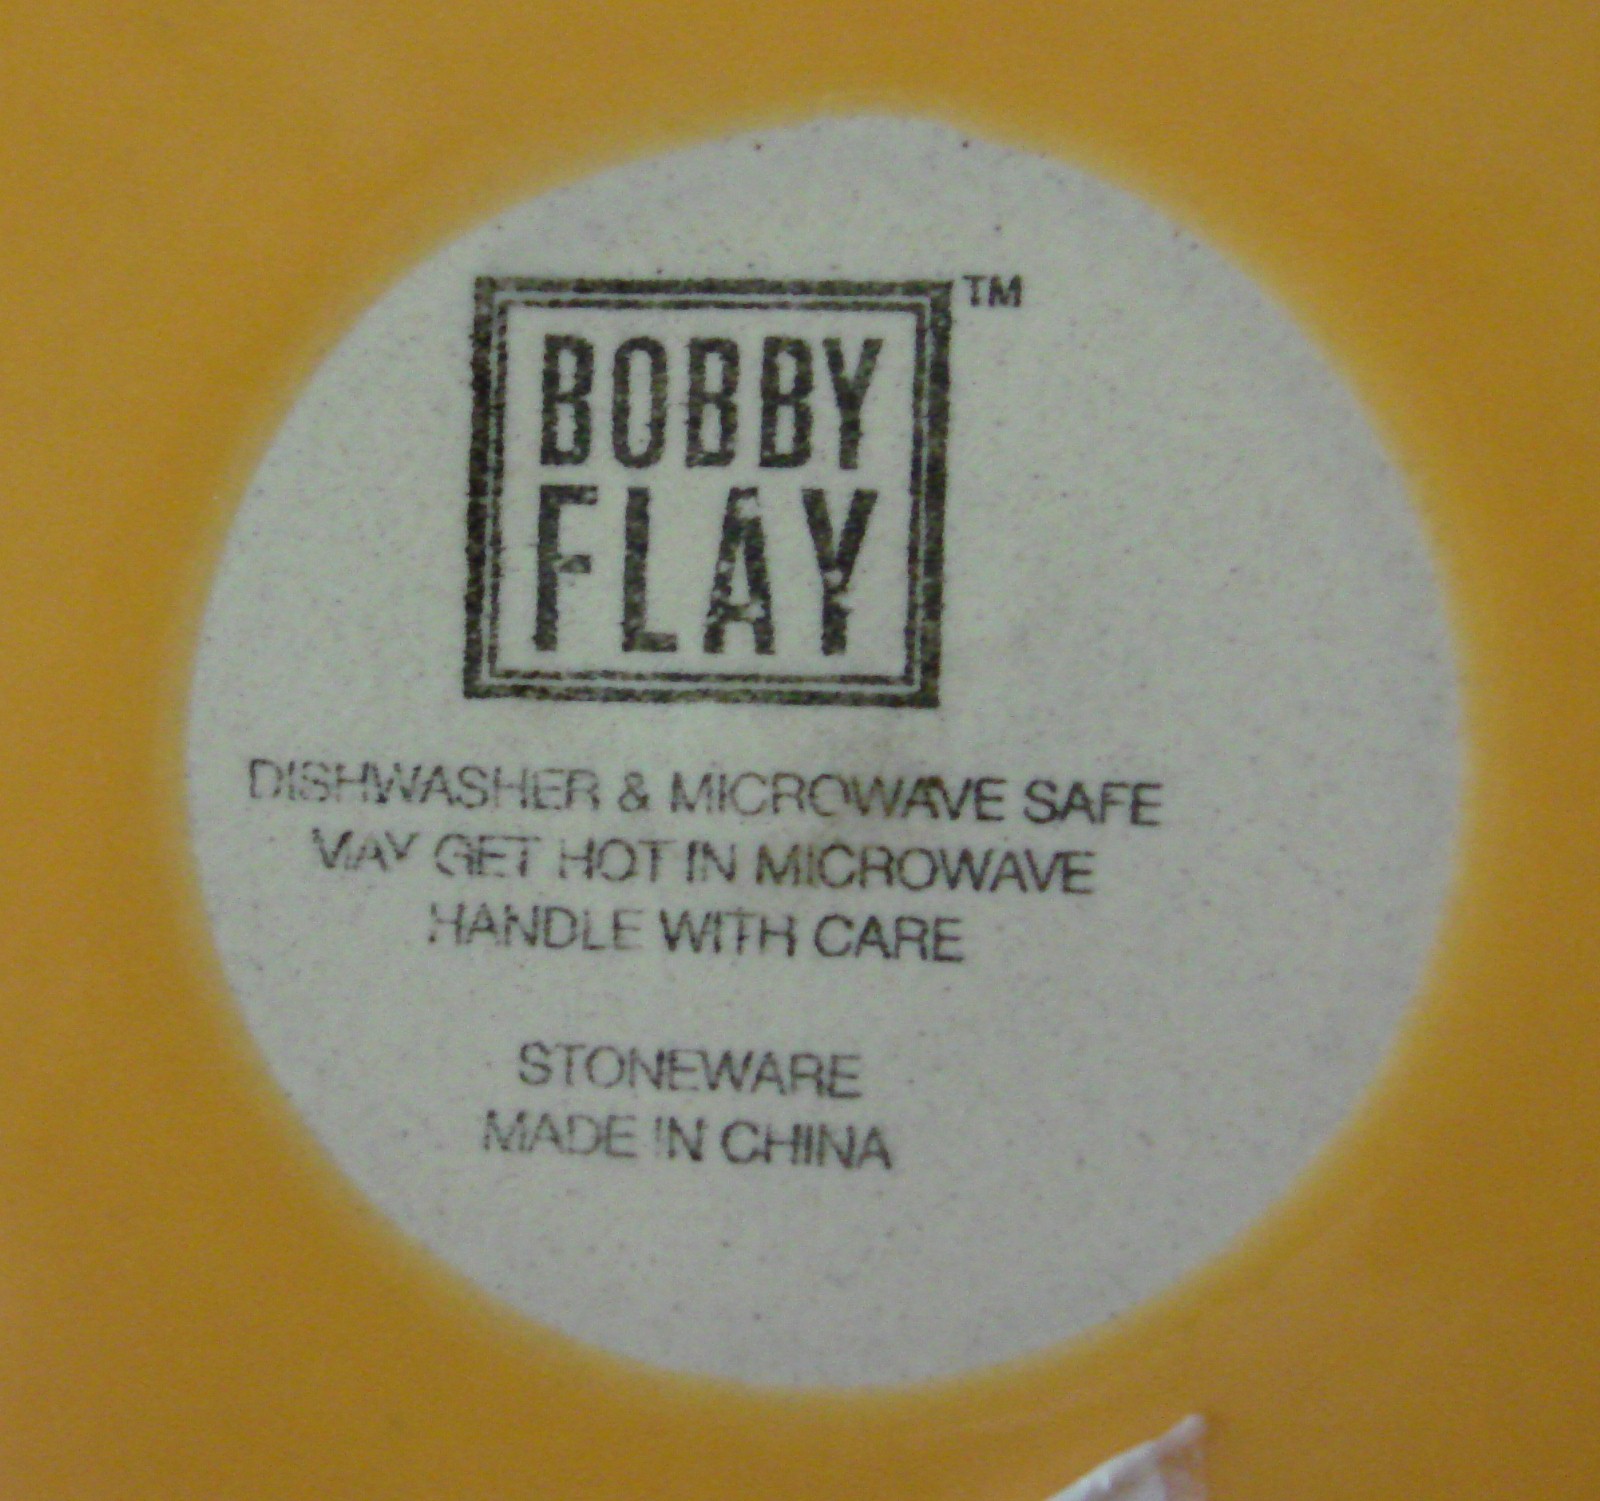 BOBBY
FLAY
TM
DISHWASHER & MICROWAVE SAFE
MAY GET HOT IN MICROWAVE
HANDLE WITH CARE
STONEWARE
MADE IN CHINA